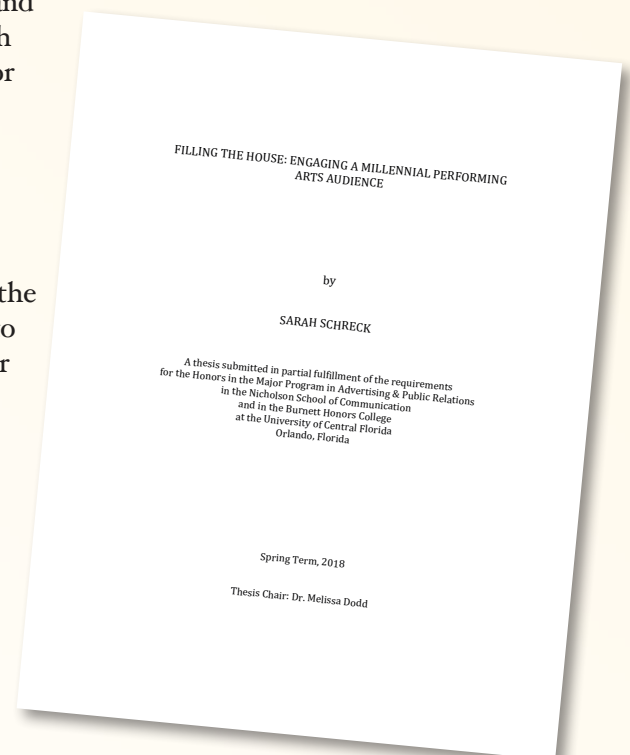 the
FILLING THE HOUSE: ENGAGING A MILLENNIAL PERFORMING
ARTS AUDIENCE
by
SARAH SCHRECK
A thesis submitted in partial fulfillment of the requirements
for the Honors in the Major Program in Advertising & Public Relations
in the Nicholson School of Communication
and in the Burnett Honors College
at the University of Central Florida
Orlando, Florida
Spring Term, 2018
Thesis Chair: Dr. Melissa Dodd